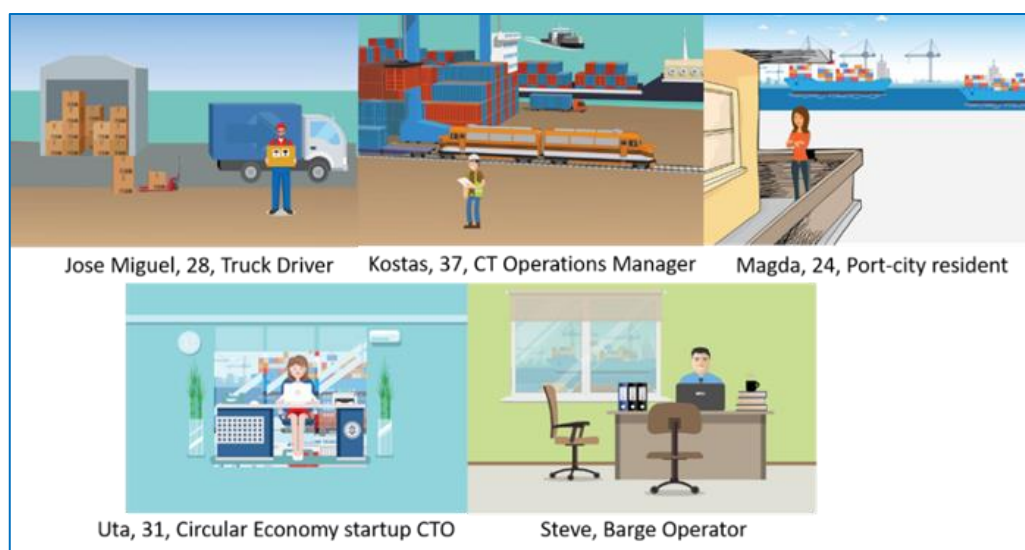 Jose Miguel, 28, Truck Driver
Kostas, 37, CT Operations Manager
Magda, 24, Port-city resident
Uta, 31, Circular Economy startup CTO
Steve, Barge Operator